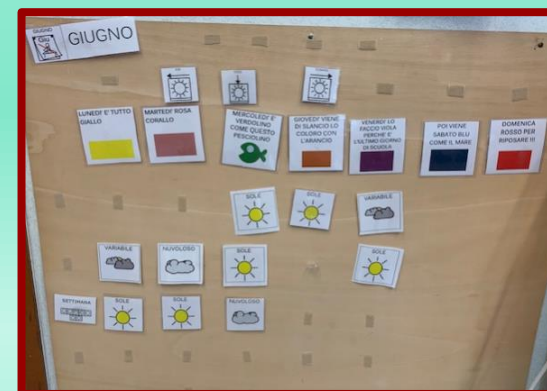 GIUGNO
Giu
GIUGNO
LUNEDI' E' TUTTO
GIALLO
MARTEDI' ROSA
CORALLO
MERCOLEDI' E'
VERDOLINO
COME QUESTO
PESCIOLINO
GIOVEDI' VIENE
DI SLANCIO LO
COLORO CON
L'ARANCIO
VENERDI' LO
FACCIO VIOLA
PERCHE' E'
L'ULTIMO GIORNO
DI SCUOLA
POI VIENE
SABATO BLU
COME IL MARE
DOMENICA
ROSSO PER
RIPOSARE !!!
SOLE
SOLE
VARIABILE
VARIABILE
NUVOLOSO
SOLE
SOLE
SETTIMANA
SOLE
SOLE
NUVOLOSO